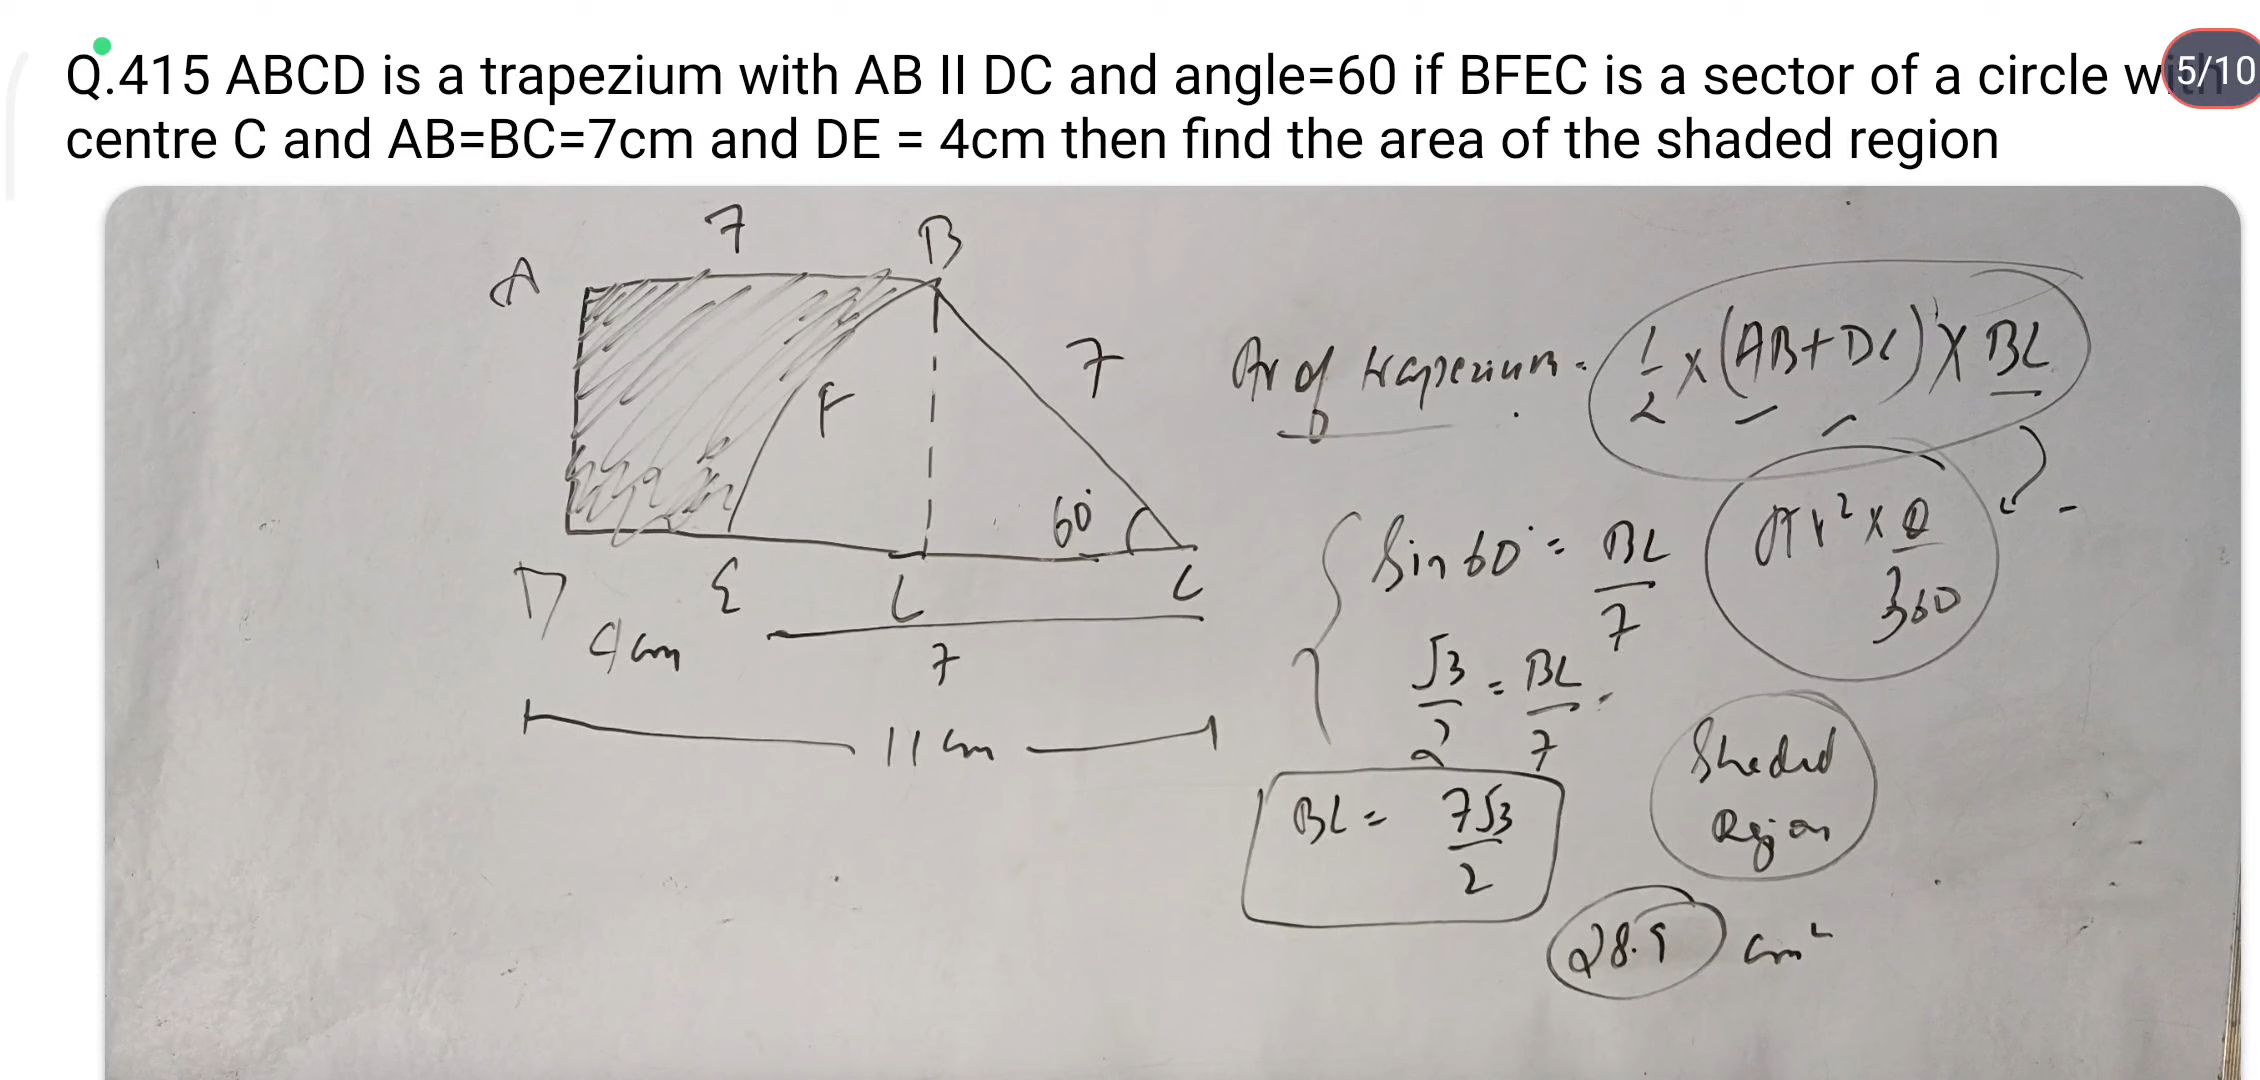 Q.415 ABCD is a trapezium with AB II DC and angle=60 if BFEC is a sector of a circle with
5/10
centre C and AB=BC=7cm and DE = 4cm then find the area of the shaded region
7
A
B
7
F
60°
D
E
L
C
4cm
7
11 cm
Ar of trapezium = 1/2 x (AB+DC) x BL
Sin 60° = BL/7
πr² x θ/360
√3/2 = BL/7
BL = 7√3/2
Shaded
Region
28.9 cm²